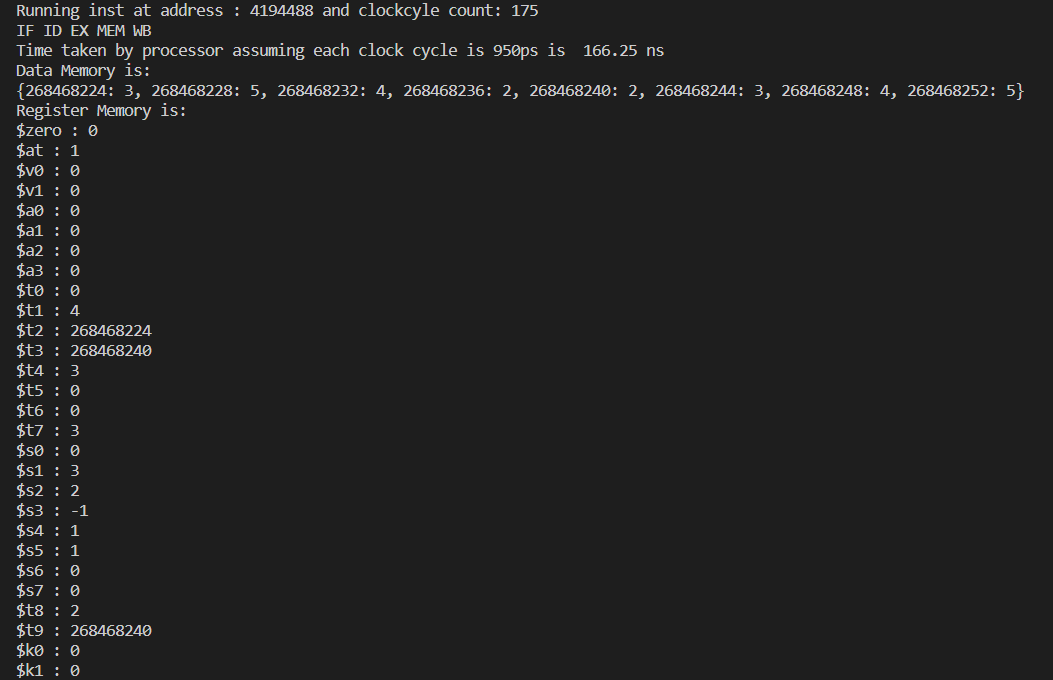 Running inst at address : 4194488 and clockcyle count: 175
IF ID EX MEM WB
Time taken by processor assuming each clock cycle is 950ps is  166.25 ns
Data Memory is:
{268468224: 3, 268468228: 5, 268468232: 4, 268468236: 2, 268468240: 2, 268468244: 3, 268468248: 4, 268468252: 5}
Register Memory is:
$zero : 0
$at : 1
$v0 : 0
$v1 : 0
$a0 : 0
$a1 : 0
$a2 : 0
$a3 : 0
$t0 : 0
$t1 : 4
$t2 : 268468224
$t3 : 268468240
$t4 : 3
$t5 : 0
$t6 : 0
$t7 : 3
$s0 : 0
$s1 : 3
$s2 : 2
$s3 : -1
$s4 : 1
$s5 : 1
$s6 : 0
$s7 : 0
$t8 : 2
$t9 : 268468240
$k0 : 0
$k1 : 0